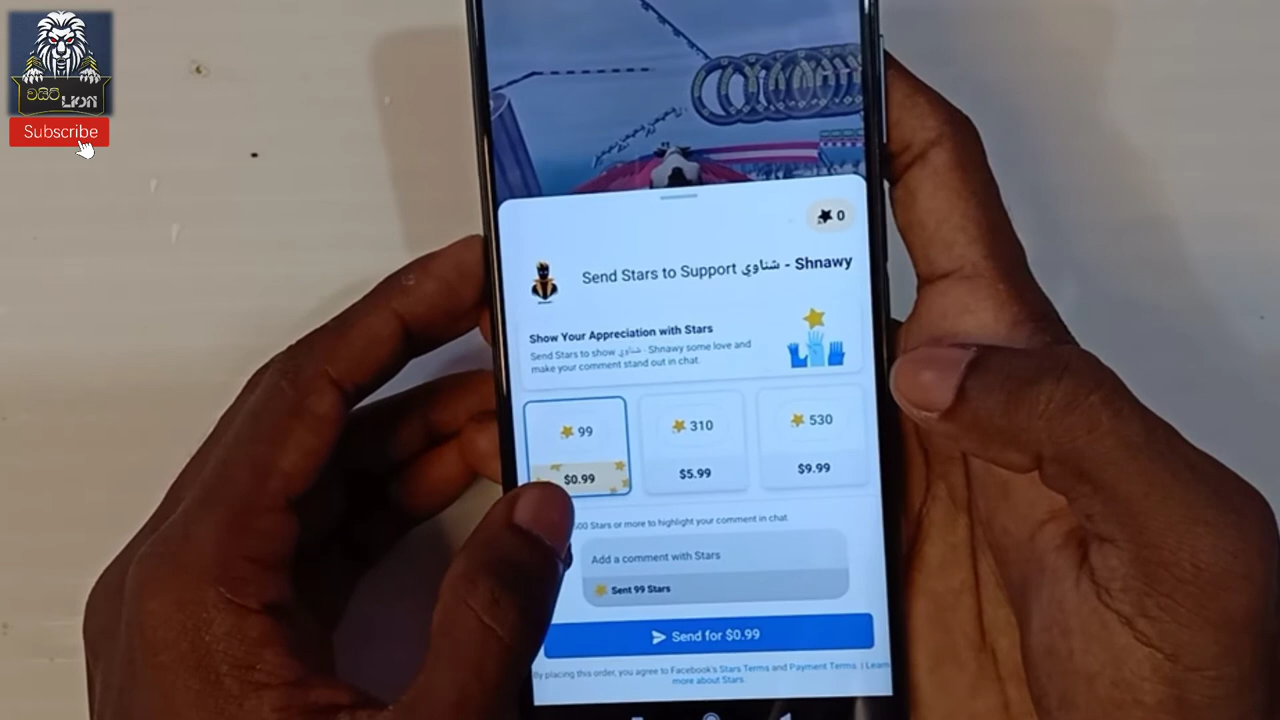 වයිට්
LION
Subscribe
0
Send Stars to Support شناوي - Shnawy
Show Your Appreciation with Stars
Send Stars to show شناوي - Shnawy some love and
make your comment stand out in chat.
99
310
530
$0.99
$5.99
$9.99
Stars or more to highlight your comment in chat.
Add a comment with Stars
Sent 99 Stars
Send for $0.99
By placing this order, you agree to Facebook's Stars Terms and Payment Terms. | Learn
more about Stars.